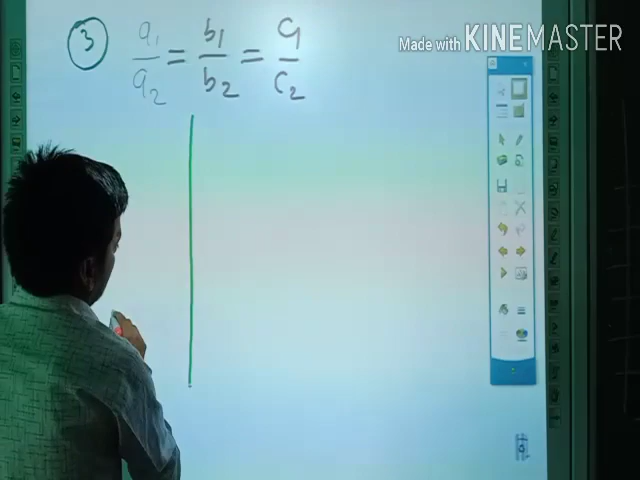 Made with KINEMASTER
③ a₁/a₂ = b₁/b₂ = c₁/c₂